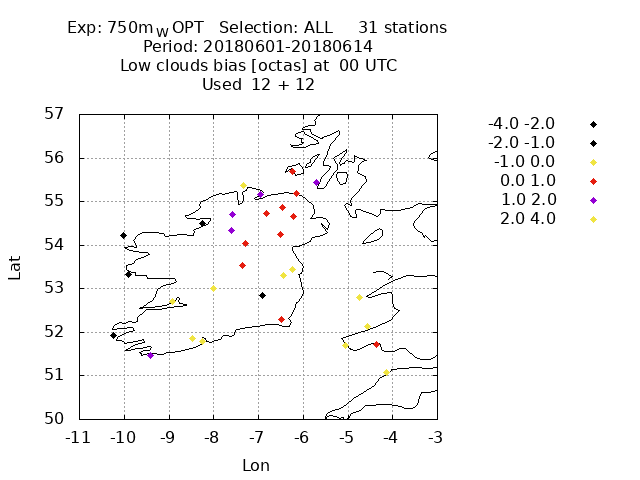 Exp: 750m_WOPT Selection: ALL 31 stations
Period: 20180601-20180614
Low clouds bias [octas] at 00 UTC
Used 12 + 12
-4.0 -2.0
-2.0 -1.0
-1.0 0.0
0.0 1.0
1.0 2.0
2.0 4.0
57
56
55
54
53
52
51
50
Lat
-11 -10 -9 -8 -7 -6 -5 -4 -3
Lon